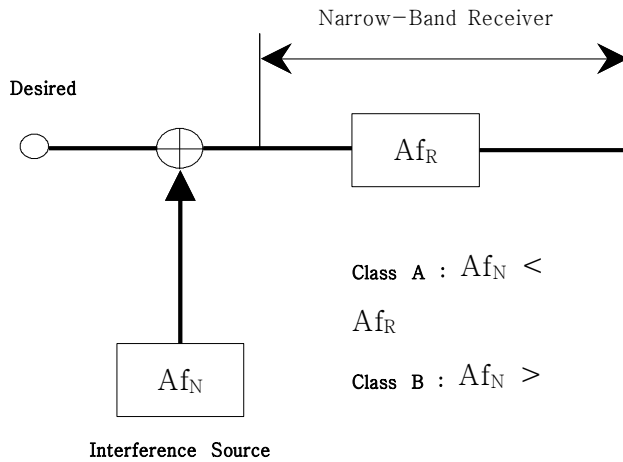 Narrow-Band Receiver
Desired
Af_R
Class A : Af_N <
Af_R
Class B : Af_N >
Af_N
Interference Source